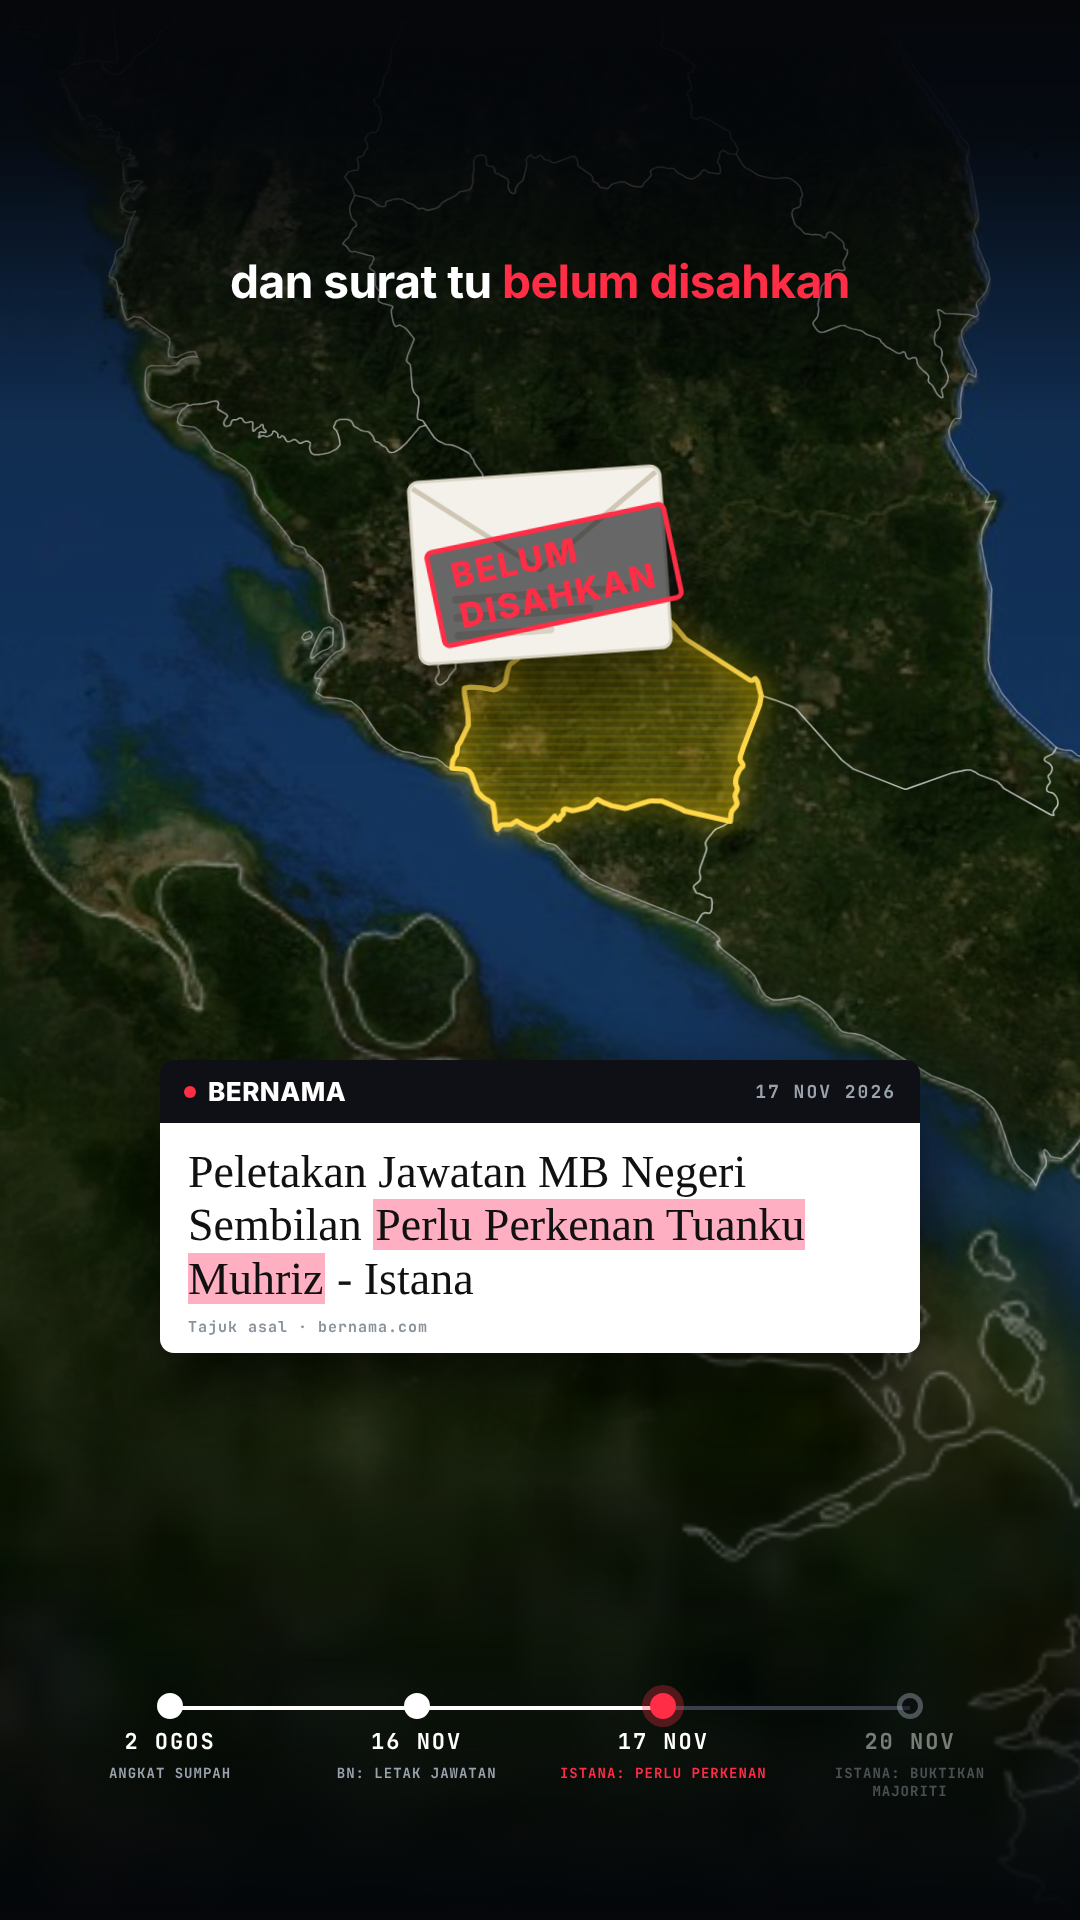 dan surat tu belum disahkan
BELUM
DISAHKAN
BERNAMA
17 NOV 2026
Peletakan Jawatan MB Negeri
Sembilan Perlu Perkenan Tuanku
Muhriz - Istana
Tajuk asal · bernama.com
2 OGOS
ANGKAT SUMPAH
16 NOV
BN: LETAK JAWATAN
17 NOV
ISTANA: PERLU PERKENAN
20 NOV
ISTANA: BUKTIKAN
MAJORITI